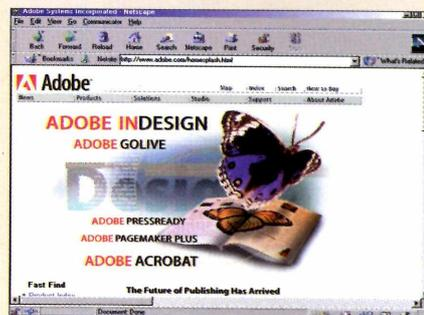 Adobe Systems Incorporated - Netscape
File Edit View Go Communicator Help
Back Forward Reload Home Search Netscape Print Security
Bookmarks Netsite http://www.adobe.com/homesplash.html What's Related
Adobe
Map Index Search How to Buy
News Products Solutions Studio Support About Adobe
ADOBE INDESIGN
ADOBE GOLIVE
Desi
ADOBE PRESSREADY
ADOBE PAGEMAKER PLUS
ADOBE ACROBAT
Fast Find
The Future of Publishing Has Arrived
Product Index
Document: Done